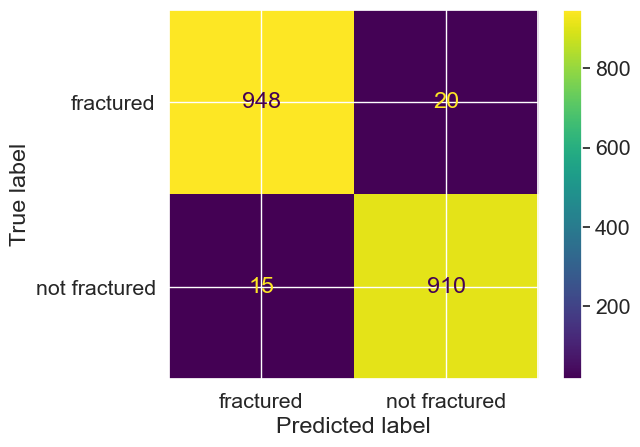 True label
fractured
948 20
not fractured
15 910
fractured not fractured
Predicted label
800
600
400
200